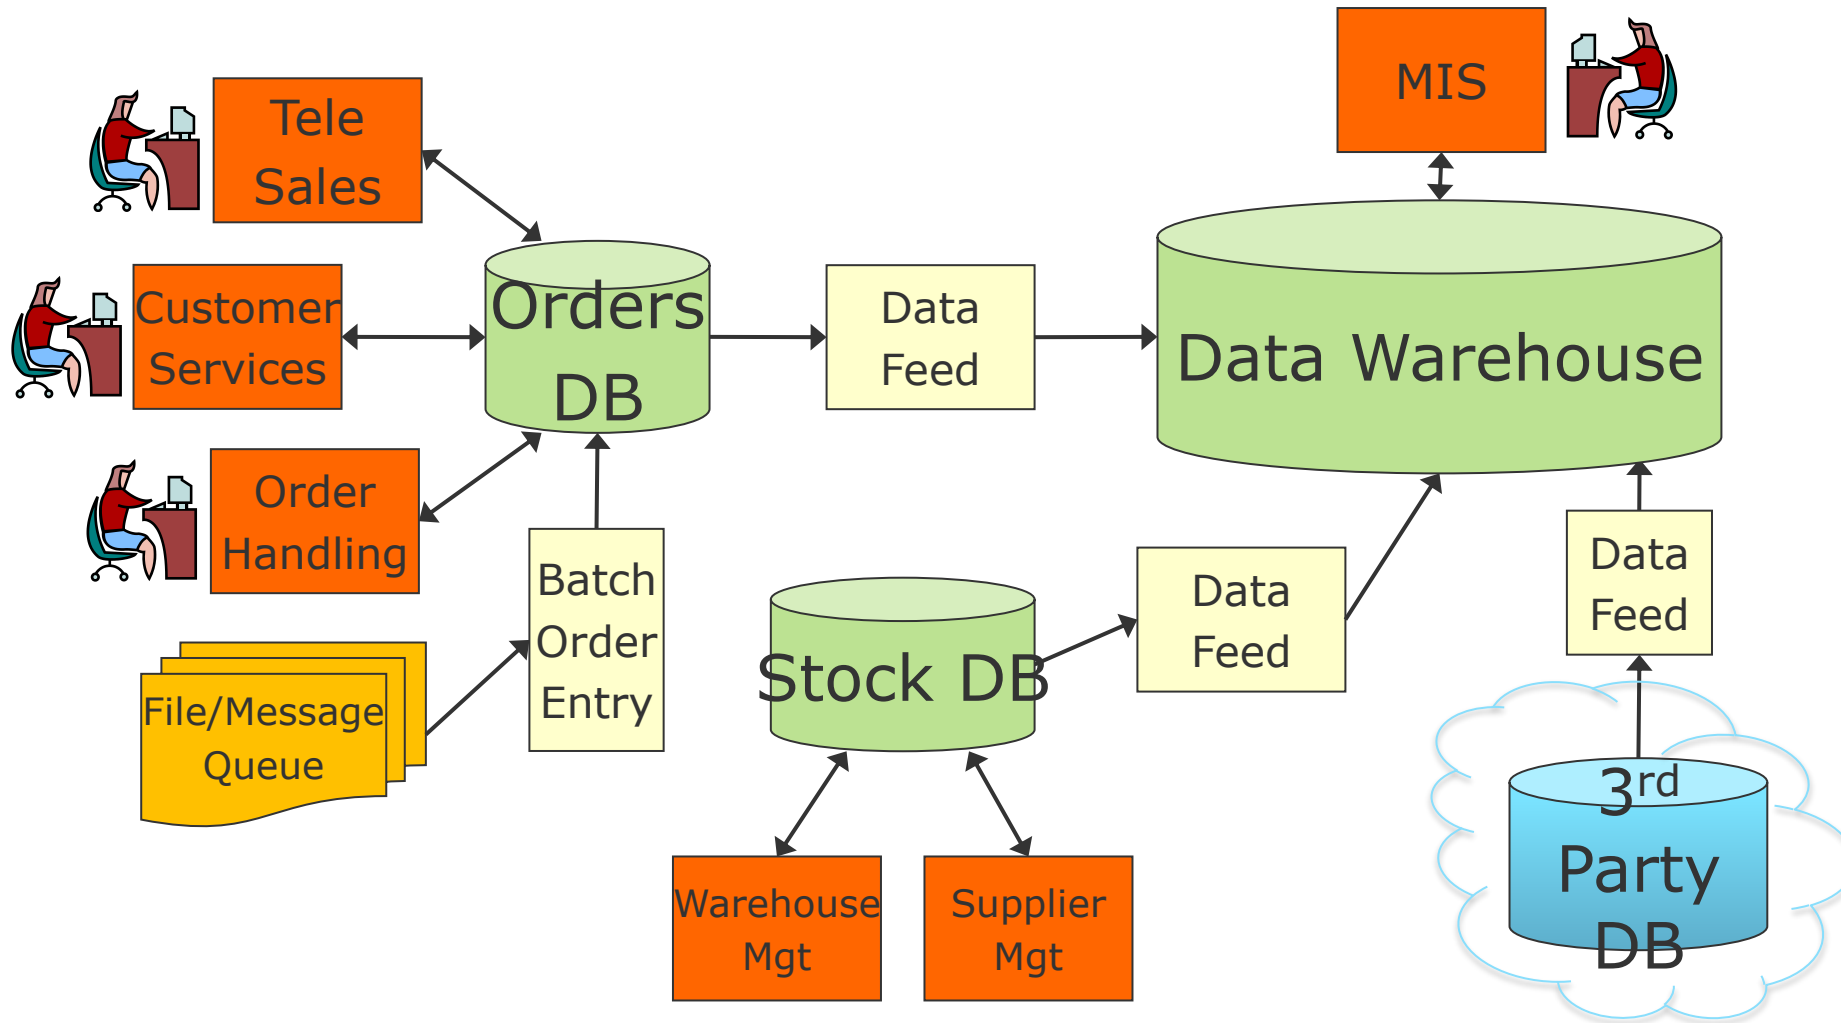 Tele
Sales
MIS
Customer
Services
Orders
DB
Data
Feed
Data Warehouse
Order
Handling
Batch
Order
Entry
File/Message
Queue
Stock DB
Data
Feed
Data
Feed
Warehouse
Mgt
Supplier
Mgt
3rd
Party
DB